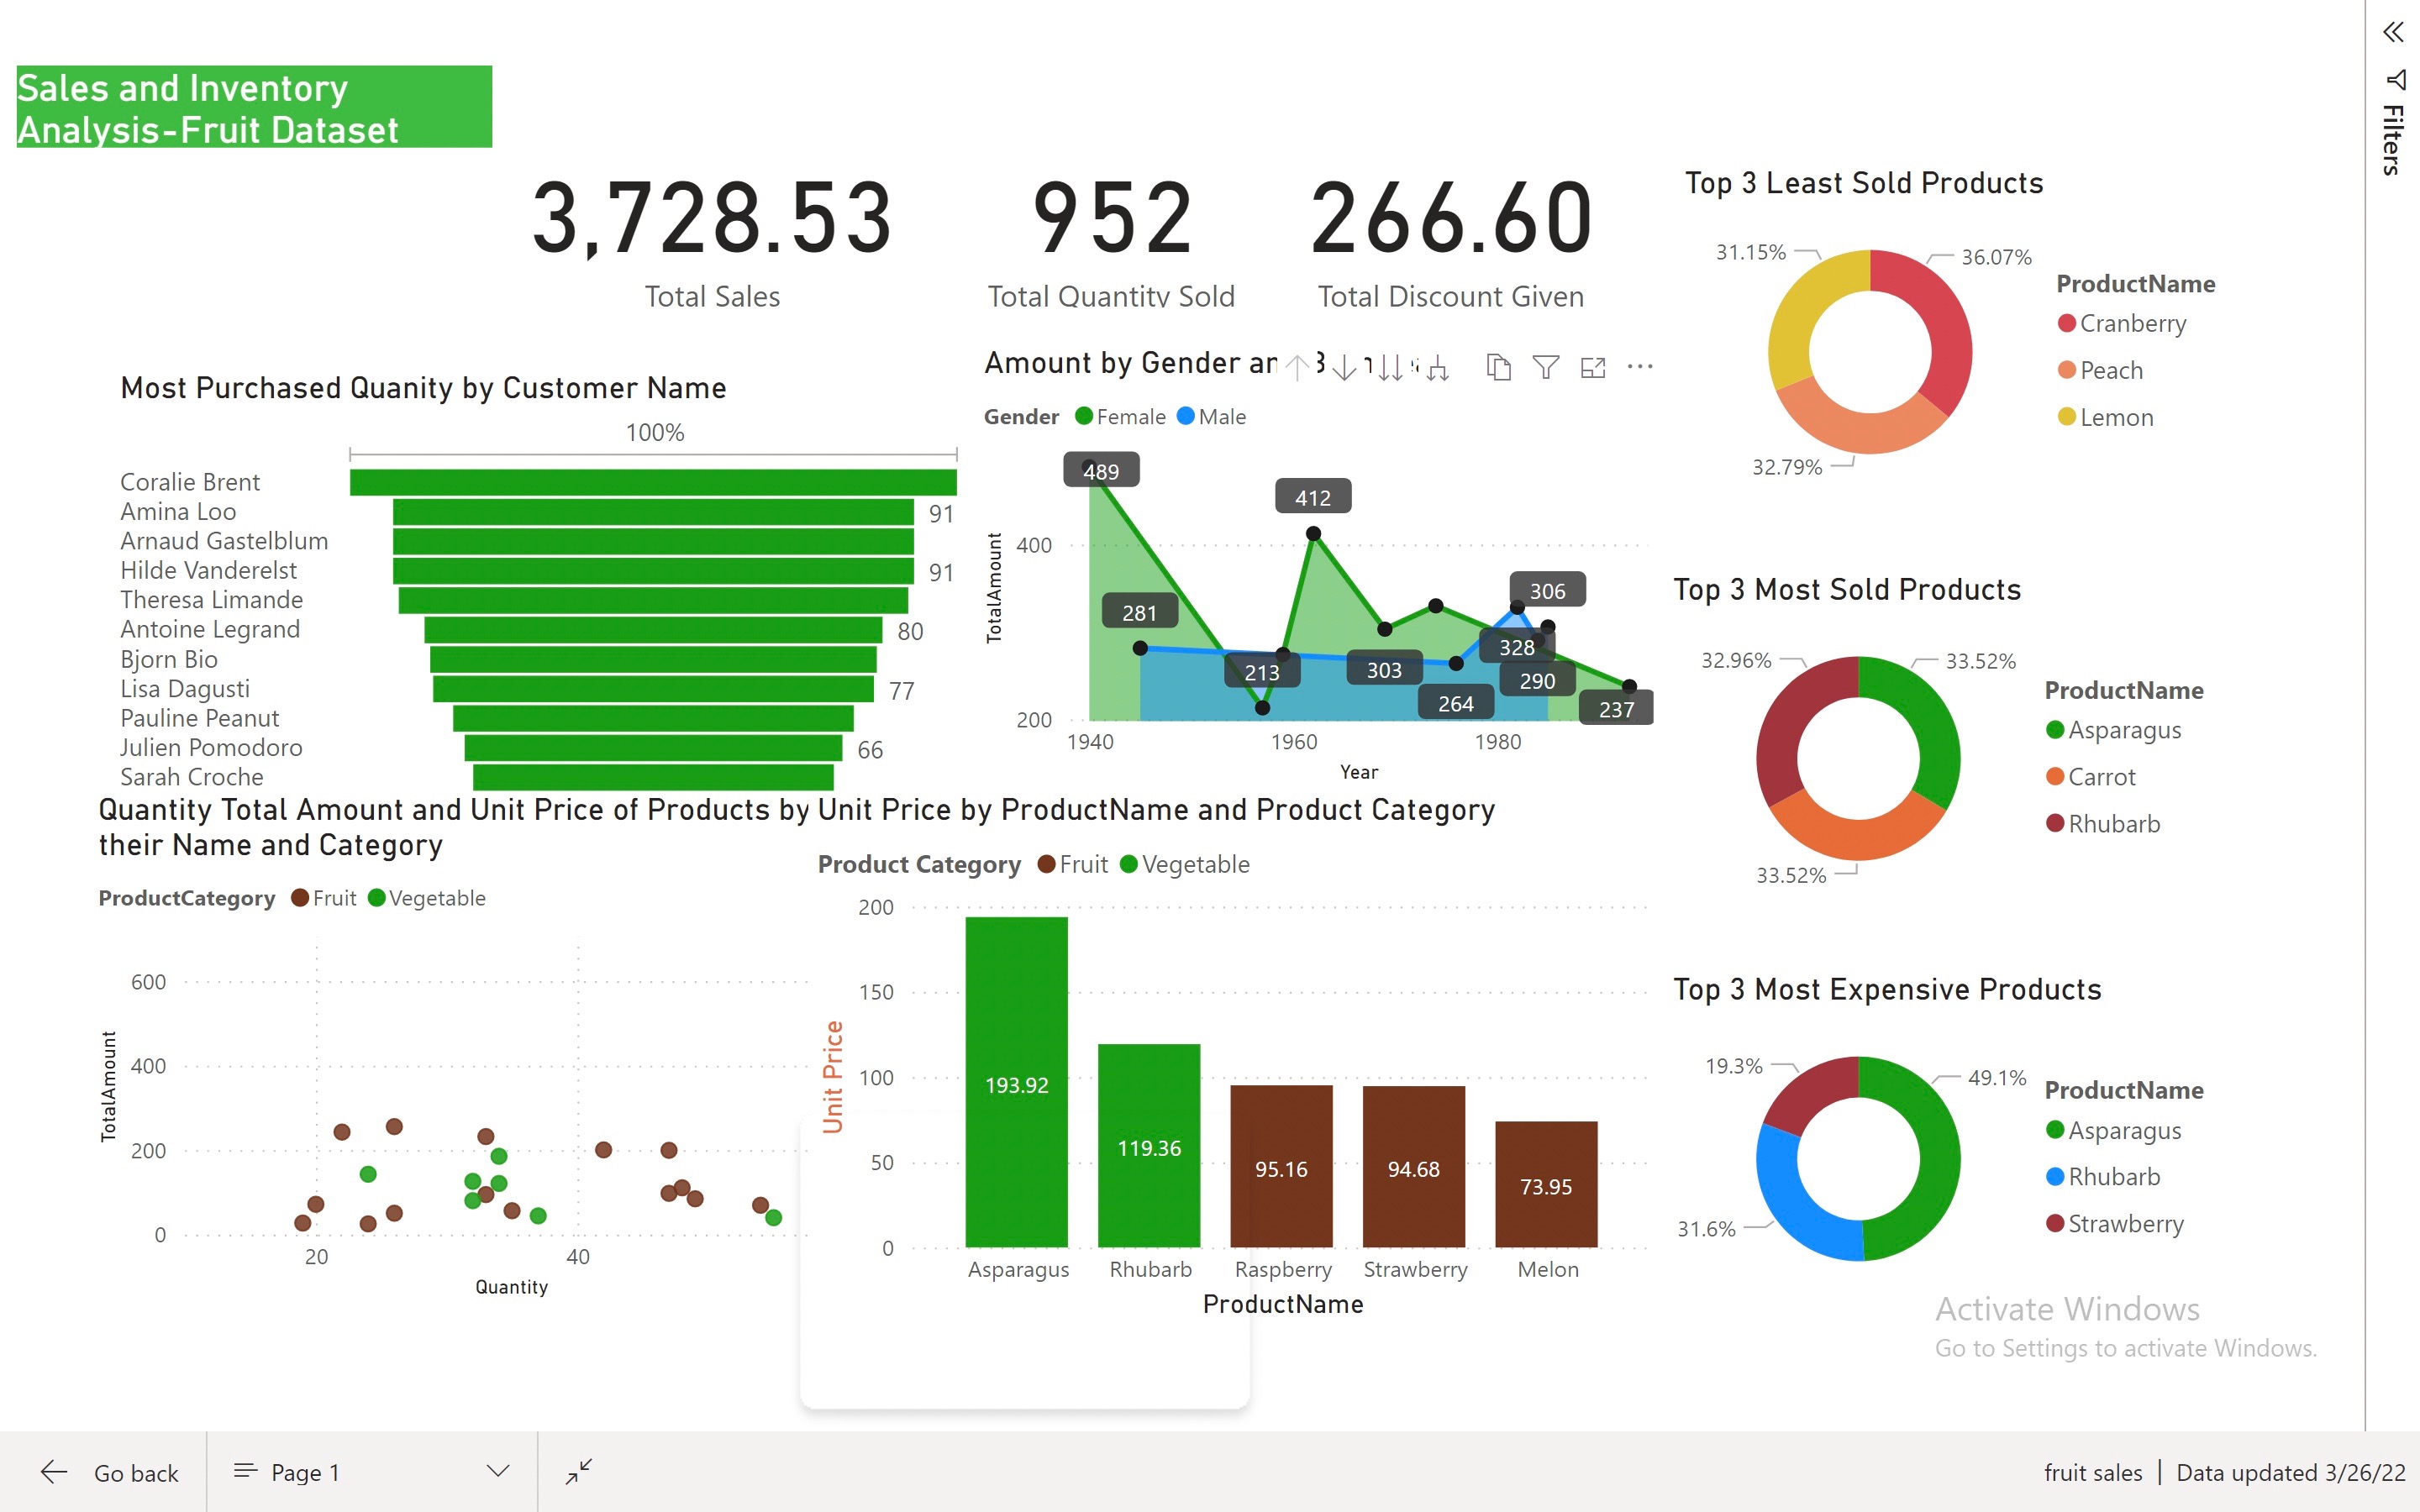 Sales and Inventory
Analysis-Fruit Dataset
Filters
3,728.53
Total Sales
952
Total Quantity Sold
266.60
Total Discount Given
Most Purchased Quanity by Customer Name
100%
Coralie Brent
Amina Loo
91
Arnaud Gastelblum
Hilde Vanderelst
91
Theresa Limande
Antoine Legrand
80
Bjorn Bio
Lisa Dagusti
77
Pauline Peanut
Julien Pomodoro
66
Sarah Croche
Amount by Gender an
Gender Female Male
TotalAmount
400
200
489
281
412
213
303
264
306
328
290
237
1940
1960
1980
Year
Top 3 Least Sold Products
31.15%
36.07%
32.79%
ProductName
Cranberry
Peach
Lemon
Top 3 Most Sold Products
32.96%
33.52%
33.52%
ProductName
Asparagus
Carrot
Rhubarb
Quantity Total Amount and Unit Price of Products by
their Name and Category
ProductCategory Fruit Vegetable
TotalAmount
600
400
200
0
20
40
Quantity
Unit Price by ProductName and Product Category
Product Category Fruit Vegetable
Unit Price
200
150
100
50
0
193.92
119.36
95.16
94.68
73.95
Asparagus
Rhubarb
Raspberry
Strawberry
Melon
ProductName
Top 3 Most Expensive Products
19.3%
49.1%
31.6%
ProductName
Asparagus
Rhubarb
Strawberry
Activate Windows
Go to Settings to activate Windows.
Go back
Page 1
fruit sales | Data updated 3/26/22